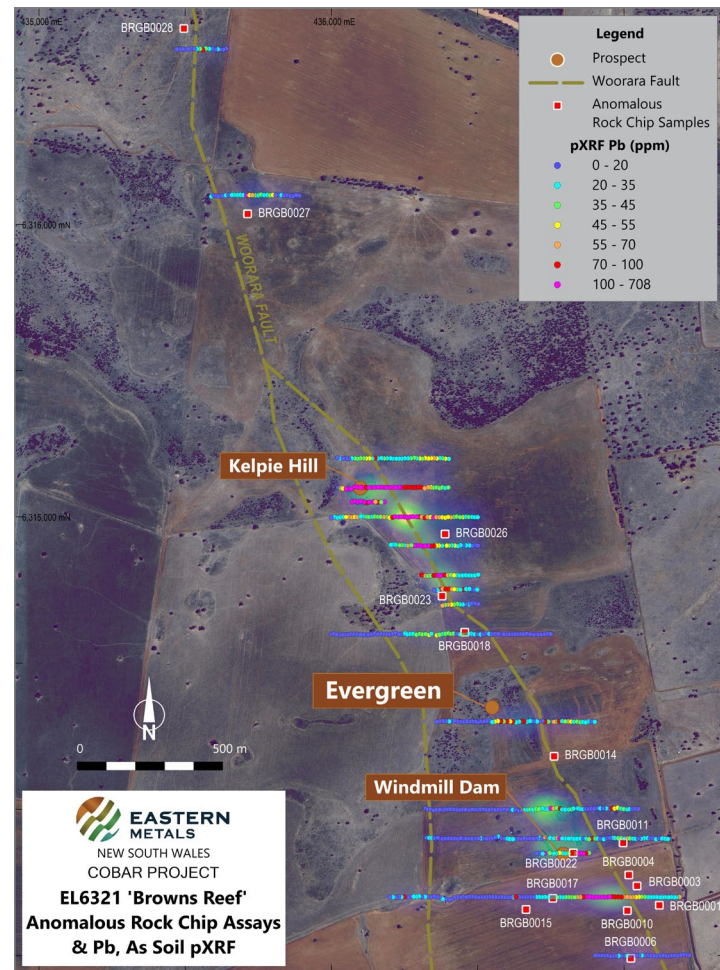 435,000 mE
436,000 mE
BRGB0028
Legend
Prospect
Woorara Fault
Anomalous
Rock Chip Samples
pXRF Pb (ppm)
0 - 20
20 - 35
35 - 45
45 - 55
55 - 70
70 - 100
100 - 708
BRGB0027
6,316,000 mN
WOORARA FAULT
Kelpie Hill
6,315,000 mN
BRGB0026
BRGB0023
BRGB0018
Evergreen
N
0 500 m
BRGB0014
Windmill Dam
BRGB0011
BRGB0022
BRGB0004
BRGB0017
BRGB0003
BRGB0001
BRGB0015
BRGB0010
BRGB0006
EASTERN
METALS
NEW SOUTH WALES
COBAR PROJECT
EL6321 'Browns Reef'
Anomalous Rock Chip Assays
& Pb, As Soil pXRF